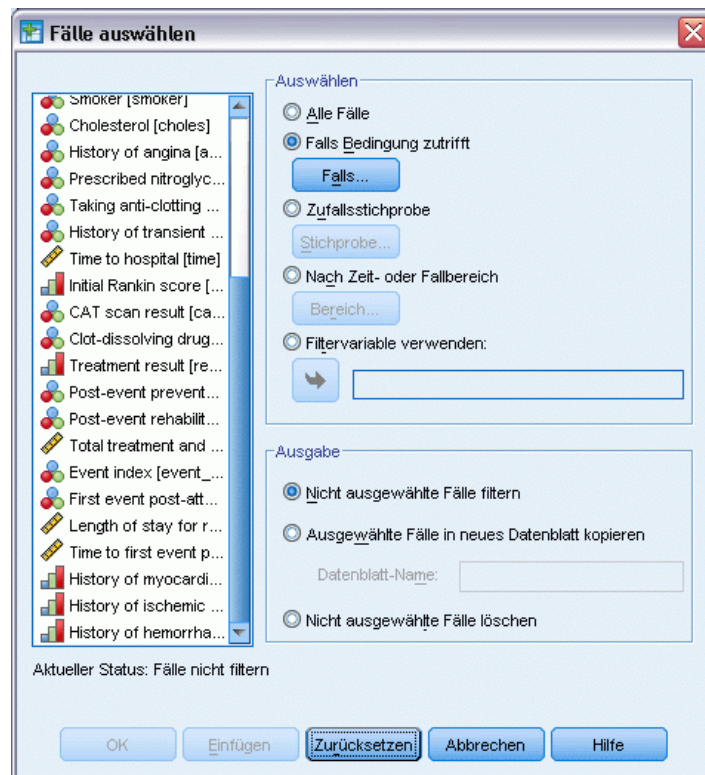 Fälle auswählen
Smoker [smoker]
Cholesterol [choles]
History of angina [a...
Prescribed nitroglyc...
Taking anti-clotting ...
History of transient ...
Time to hospital [time]
Initial Rankin score [...
CAT scan result [ca...
Clot-dissolving drug...
Treatment result [re...
Post-event prevent...
Post-event rehabilit...
Total treatment and ...
Event index [event_...
First event post-att...
Length of stay for r...
Time to first event p...
History of myocardi...
History of ischemic ...
History of hemorrha...
Auswählen
Alle Fälle
Falls Bedingung zutrifft
Falls...
Zufallsstichprobe
Stichprobe...
Nach Zeit- oder Fallbereich
Bereich...
Filtervariable verwenden:
Ausgabe
Nicht ausgewählte Fälle filtern
Ausgewählte Fälle in neues Datenblatt kopieren
Datenblatt-Name:
Nicht ausgewählte Fälle löschen
Aktueller Status: Fälle nicht filtern
OK
Einfügen
Zurücksetzen
Abbrechen
Hilfe